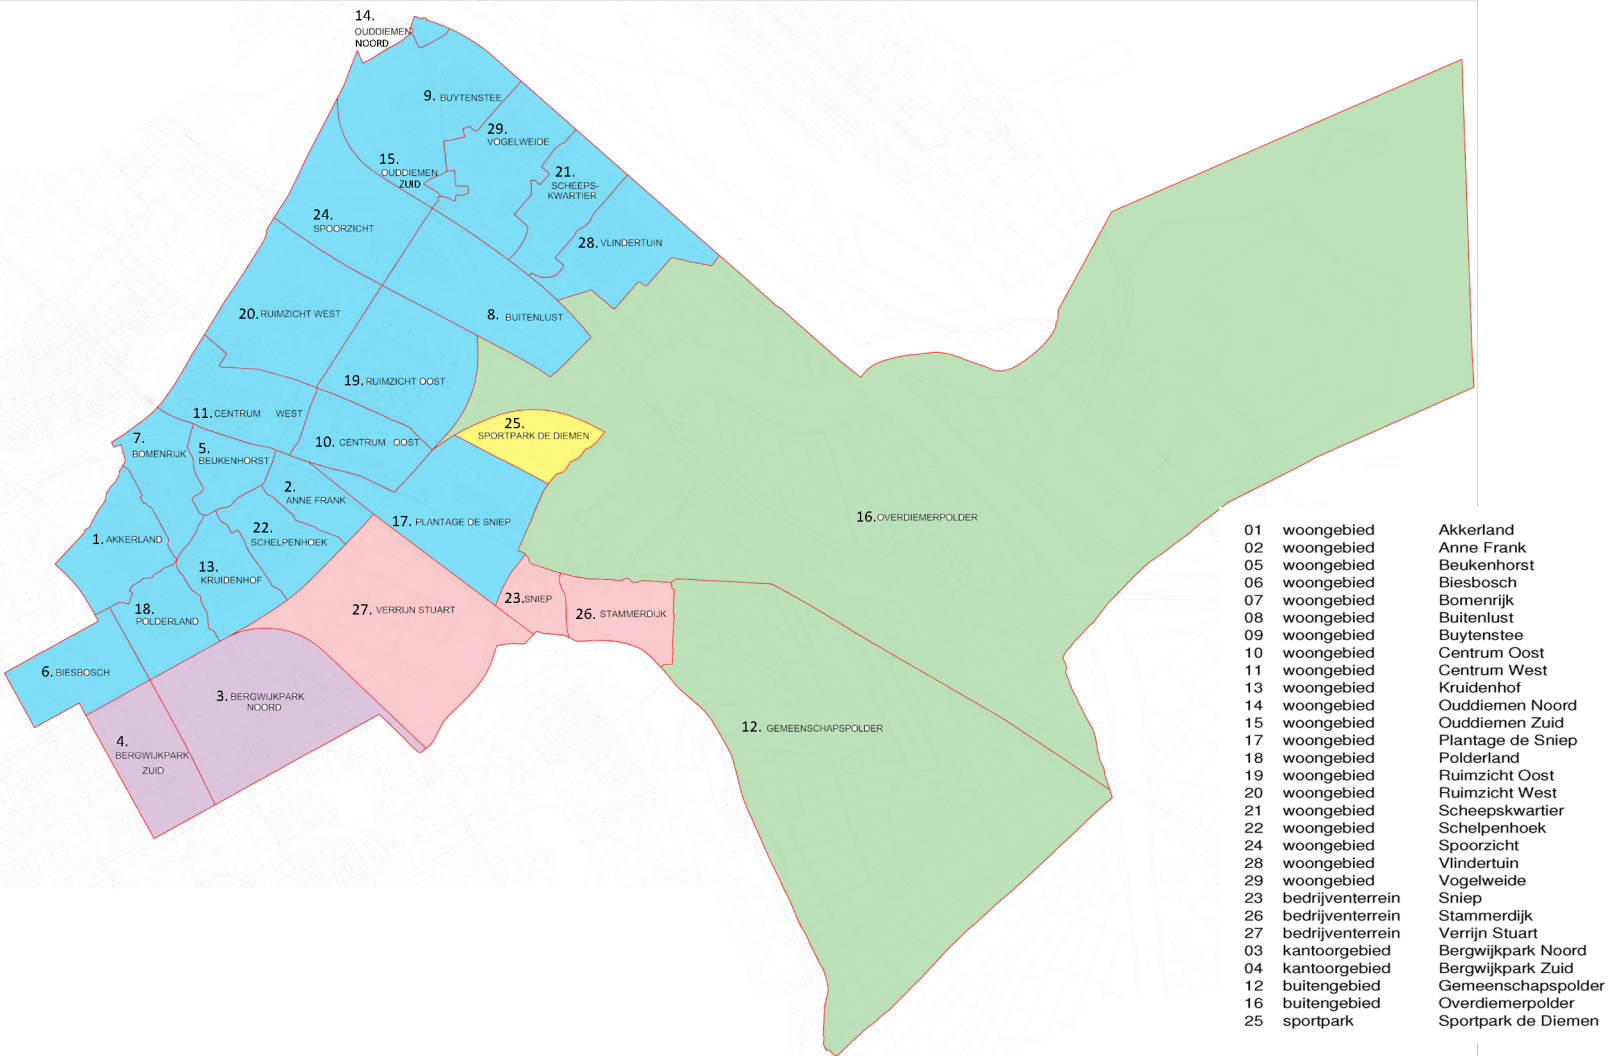 14.
OUDDIEMEN
NOORD
9. BUYTENSTEE
29.
VOGELWEIDE
15.
OUDDIEMEN
ZUID
21.
SCHEEPS-
KWARTIER
24.
SPOORZICHT
28. VLINDERTUIN
20. RUIMZICHT WEST
8. BUITENLUST
19. RUIMZICHT OOST
11. CENTRUM WEST
10. CENTRUM OOST
25.
SPORTPARK DE DIEMEN
7.
BOMENRIJK
5.
BEUKENHORST
2.
ANNE FRANK
17. PLANTAGE DE SNIEP
16. OVERDIEMERPOLDER
22.
SCHELPENHOEK
1. AKKERLAND
13.
KRUIDENHOF
18.
POLDERLAND
27. VERRIJN STUART
23. SNIEP
26. STAMMERDIJK
6. BIESBOSCH
3. BERGWIJKPARK
NOORD
4.
BERGWIJKPARK
ZUID
12. GEMEENSCHAPSPOLDER
01 woongebied Akkerland
02 woongebied Anne Frank
05 woongebied Beukenhorst
06 woongebied Biesbosch
07 woongebied Bomenrijk
08 woongebied Buitenlust
09 woongebied Buytenstee
10 woongebied Centrum Oost
11 woongebied Centrum West
13 woongebied Kruidenhof
14 woongebied Ouddiemen Noord
15 woongebied Ouddiemen Zuid
17 woongebied Plantage de Sniep
18 woongebied Polderland
19 woongebied Ruimzicht Oost
20 woongebied Ruimzicht West
21 woongebied Scheepskwartier
22 woongebied Schelpenhoek
24 woongebied Spoorzicht
28 woongebied Vlindertuin
29 woongebied Vogelweide
23 bedrijventerrein Sniep
26 bedrijventerrein Stammerdijk
27 bedrijventerrein Verrijn Stuart
03 kantoorgebied Bergwijkpark Noord
04 kantoorgebied Bergwijkpark Zuid
12 buitengebied Gemeenschapspolder
16 buitengebied Overdiemerpolder
25 sportpark Sportpark de Diemen